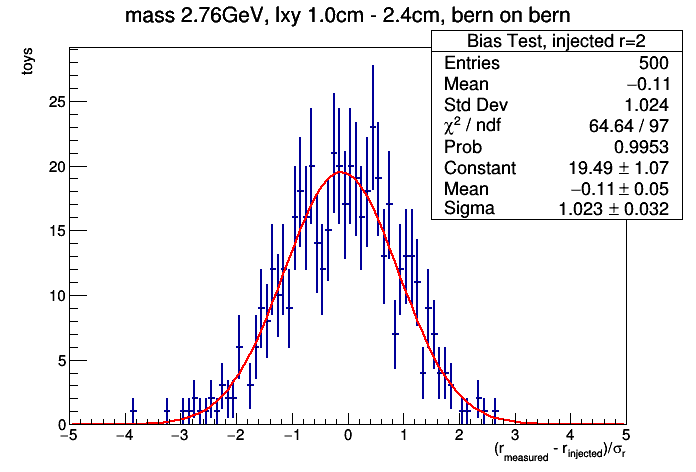 mass 2.76GeV, lxy 1.0cm - 2.4cm, bern on bern
toys
Bias Test, injected r=2
Entries 500
Mean −0.11
Std Dev 1.024
χ² / ndf 64.64 / 97
Prob 0.9953
Constant 19.49 ± 1.07
Mean −0.11 ± 0.05
Sigma 1.023 ± 0.032
25
20
15
10
5
0
−5 −4 −3 −2 −1 0 1 2 3 4 5
(r_measured - r_injected)/σ_r